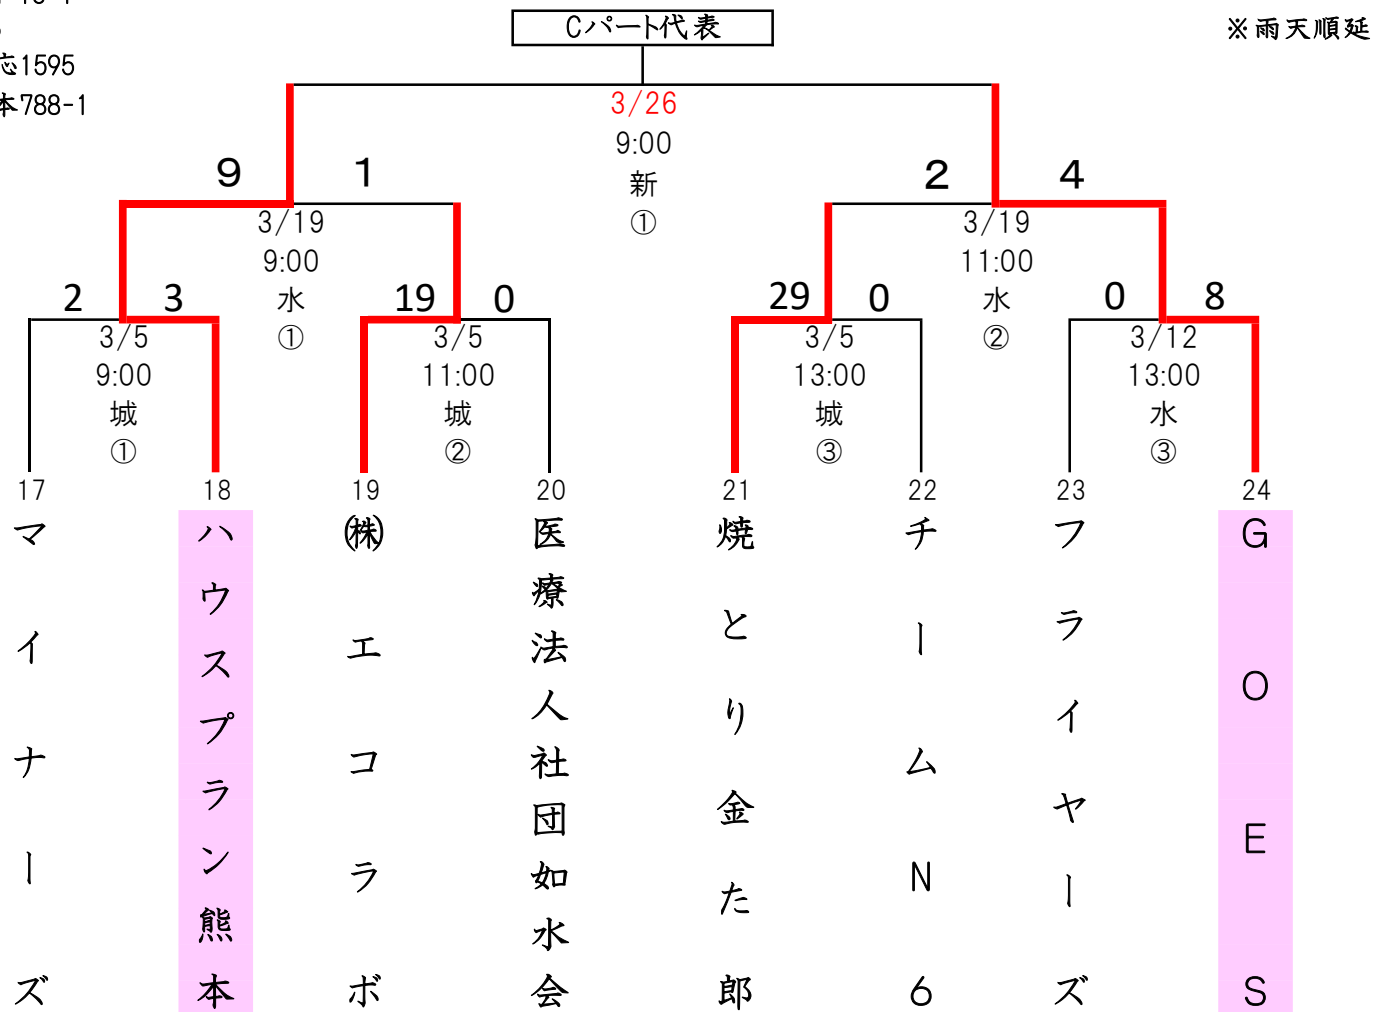 Cパート代表
※雨天順延
応1595
本788-1
3/26
9:00
新
①
9 1
2 4
3/19
9:00
水
①
3/19
11:00
水
②
2 3
19 0
29 0
0 8
3/5
9:00
城
①
3/5
11:00
城
②
3/5
13:00
城
③
3/12
13:00
水
③
17
マイナーズ
18
ハウスプラン熊本
19
㈱エコラボ
20
医療法人社団如水会
21
焼とり金た郎
22
チームN6
23
フライヤーズ
24
GOES